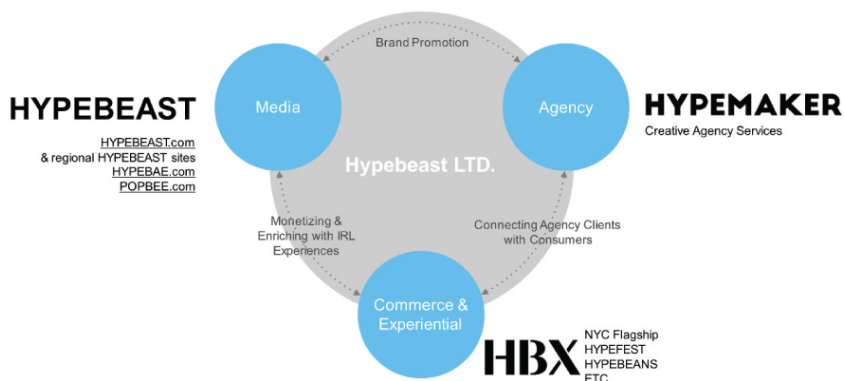 Brand Promotion
HYPEBEAST
Media
Agency
HYPEMAKER
HYPEBEAST.com
& regional HYPEBEAST sites
HYPEBAE.com
POPBEE.com
Creative Agency Services
Hypebeast LTD.
Monetizing &
Enriching with IRL
Experiences
Connecting Agency Clients
with Consumers
Commerce &
Experiential
HBX
NYC Flagship
HYPEFEST
HYPEBEANS
ETC